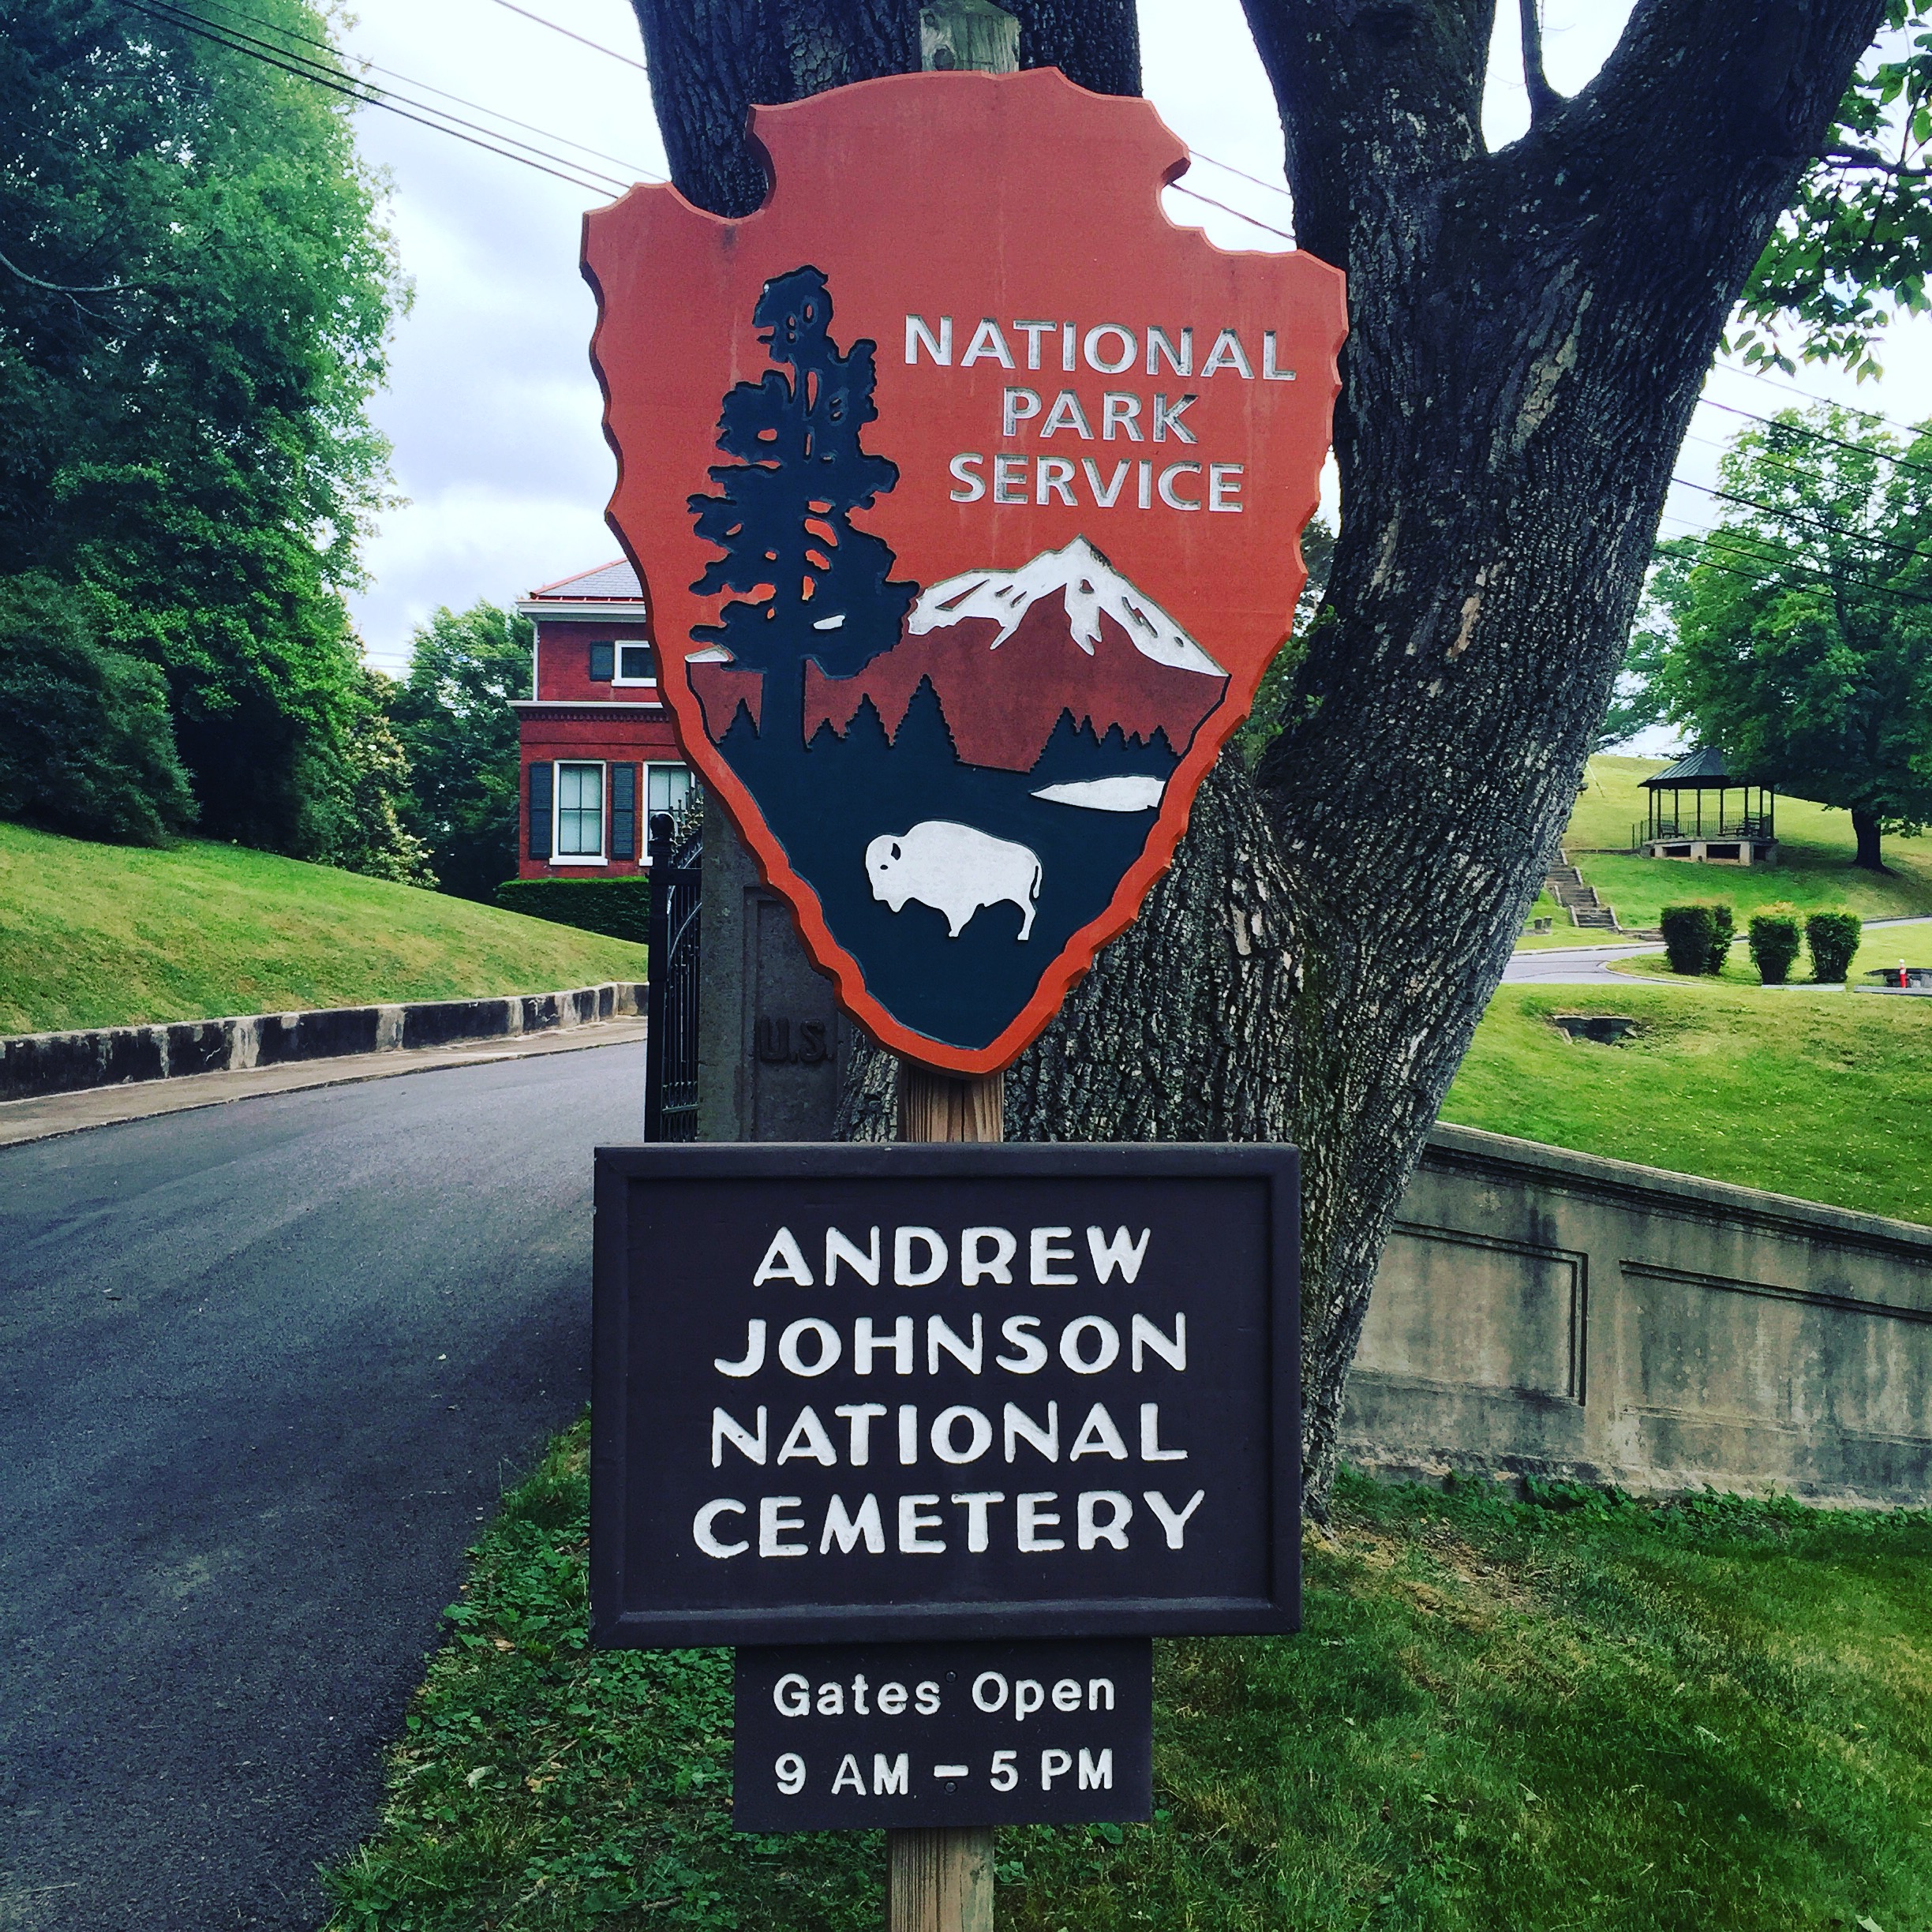 NATIONAL
PARK
SERVICE
U.S.
ANDREW
JOHNSON
NATIONAL
CEMETERY
Gates Open
9 AM – 5 PM